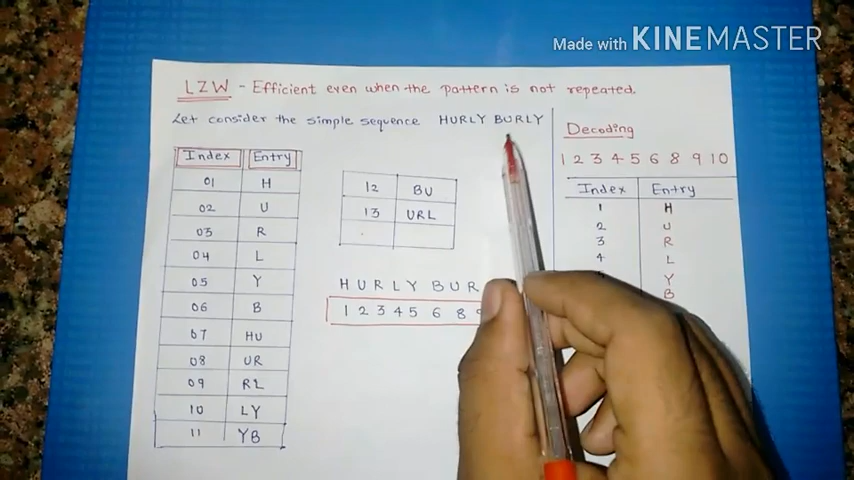 Made with KINEMASTER
LZW - Efficient even when the pattern is not repeated.
Let consider the simple sequence HURLY BURLY
Index Entry
01 H
02 U
03 R
04 L
05 Y
06 B
07 HU
08 UR
09 RL
10 LY
11 YB
12 BU
13 URL
H U R L Y B U R
1 2 3 4 5 6 8
Decoding
1 2 3 4 5 6 8 9 10
Index Entry
1 H
2 U
3 R
4 L
Y
B